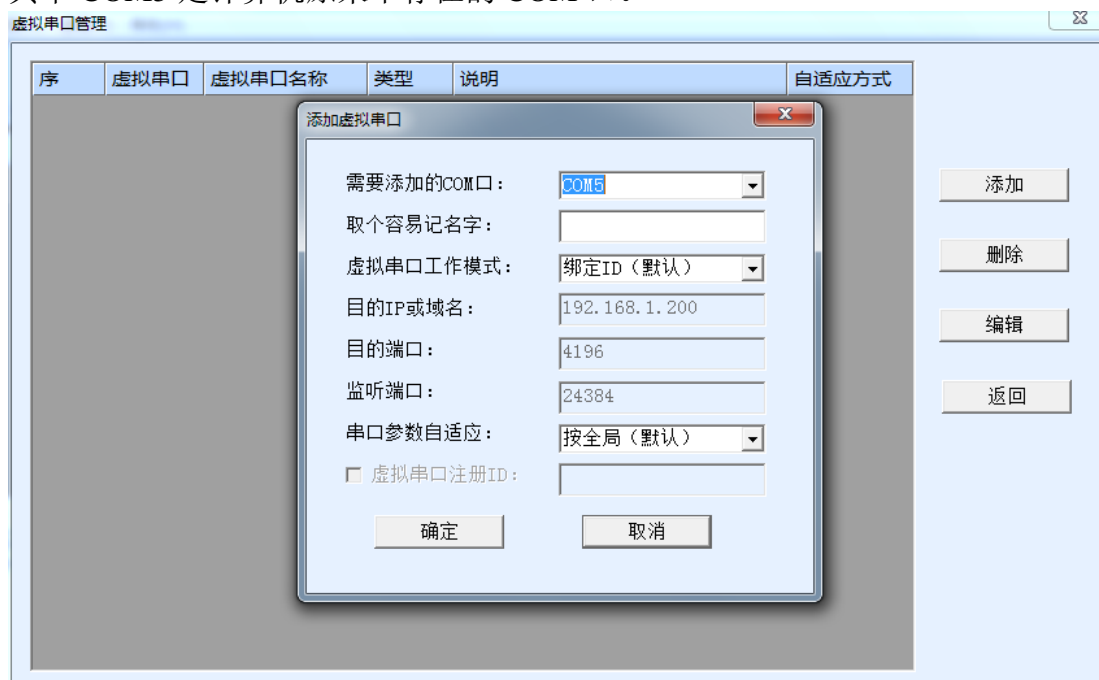 虚拟串口管理
序 虚拟串口 虚拟串口名称 类型 说明 自适应方式
添加虚拟串口
需要添加的COM口： COM5
取个容易记名字：
虚拟串口工作模式： 绑定ID（默认）
目的IP或域名： 192.168.1.200
目的端口： 4196
监听端口： 24384
串口参数自适应： 按全局（默认）
虚拟串口注册ID：
确定 取消
添加
删除
编辑
返回